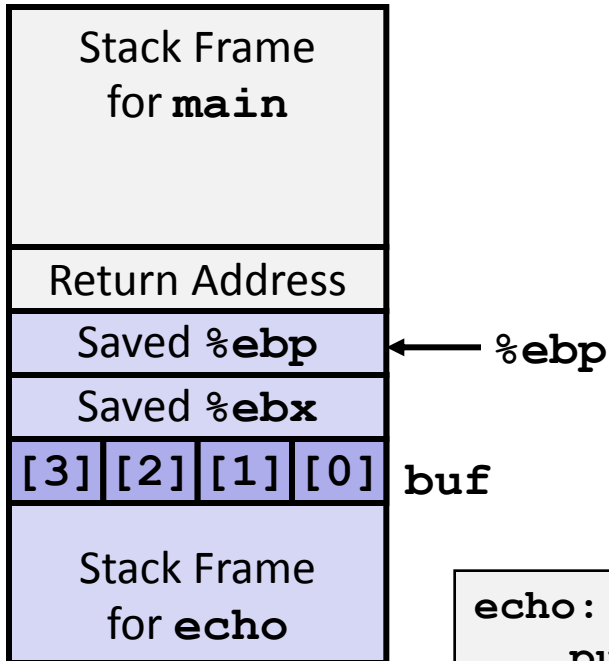 Stack Frame
for main
Return Address
Saved %ebp
%ebp
Saved %ebx
[3] [2] [1] [0]
buf
Stack Frame
for echo
echo: